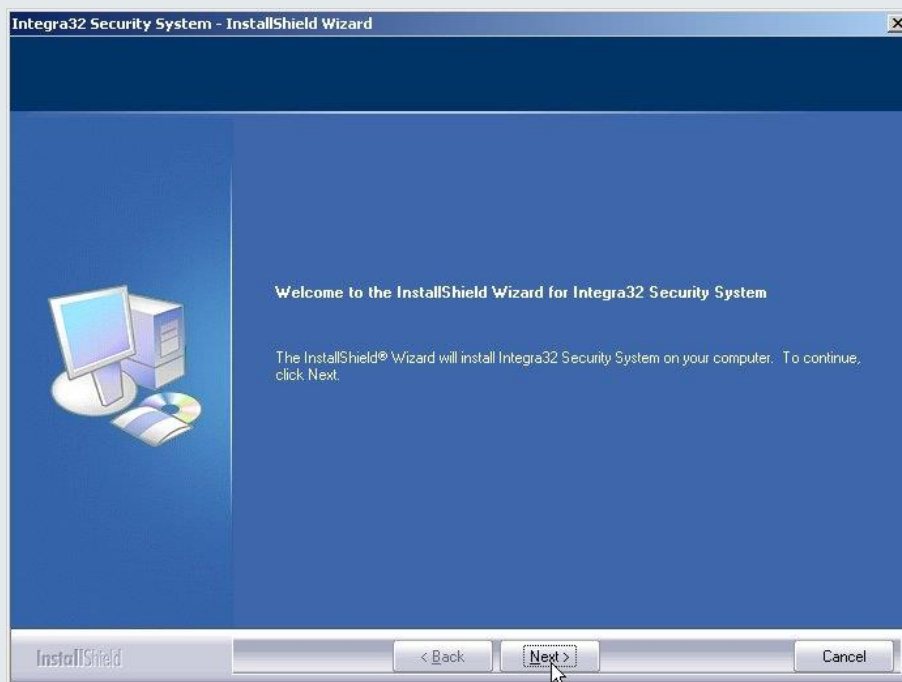 Integra32 Security System - InstallShield Wizard
Welcome to the InstallShield Wizard for Integra32 Security System
The InstallShield® Wizard will install Integra32 Security System on your computer. To continue,
click Next.
InstallShield
< Back
Next >
Cancel